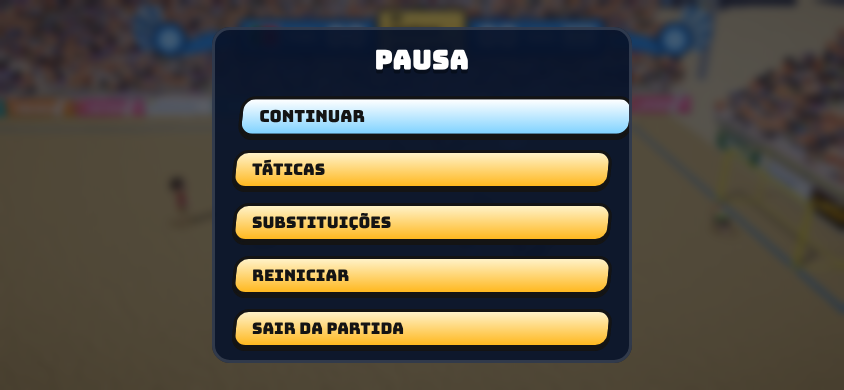 PAUSA
CONTINUAR
TÁTICAS
SUBSTITUIÇÕES
REINICIAR
SAIR DA PARTIDA